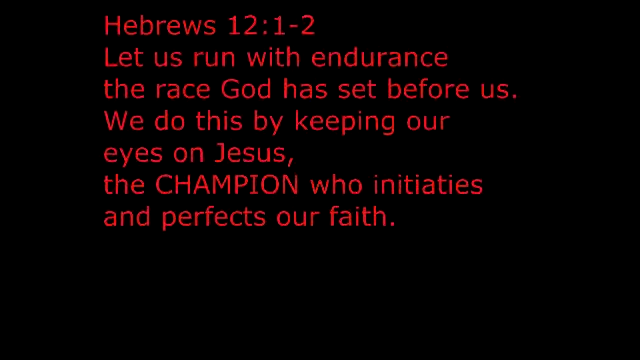 Hebrews 12:1-2
Let us run with endurance
the race God has set before us.
We do this by keeping our
eyes on Jesus,
the CHAMPION who initiaties
and perfects our faith.